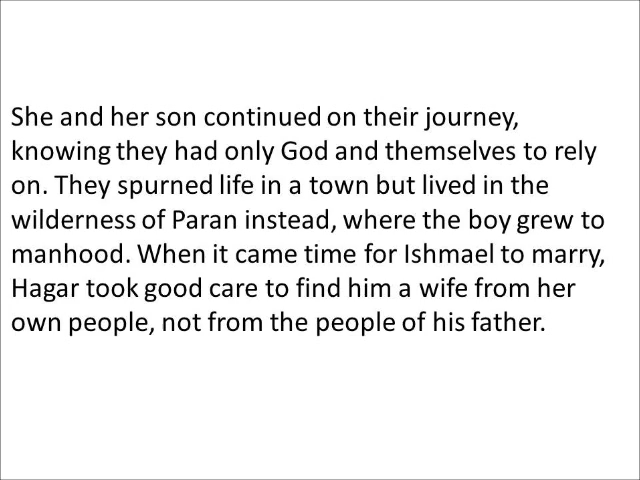 She and her son continued on their journey,
knowing they had only God and themselves to rely
on. They spurned life in a town but lived in the
wilderness of Paran instead, where the boy grew to
manhood. When it came time for Ishmael to marry,
Hagar took good care to find him a wife from her
own people, not from the people of his father.